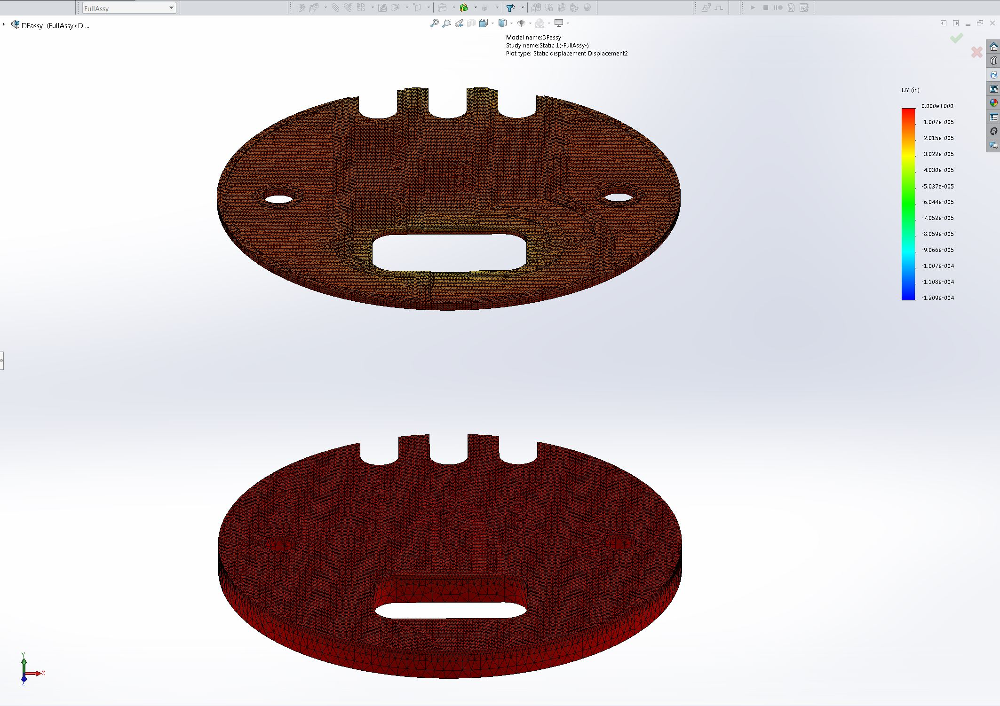 FullAssy
DFassy (FullAssy<Di...
Model name:DFassy
Study name:Static 1(-FullAssy-)
Plot type: Static displacement Displacement2
UY (in)
0.000e+000
-1.007e-005
-2.015e-005
-3.022e-005
-4.030e-005
-5.037e-005
-6.044e-005
-7.052e-005
-8.059e-005
-9.066e-005
-1.007e-004
-1.108e-004
-1.209e-004
Y
X
Z